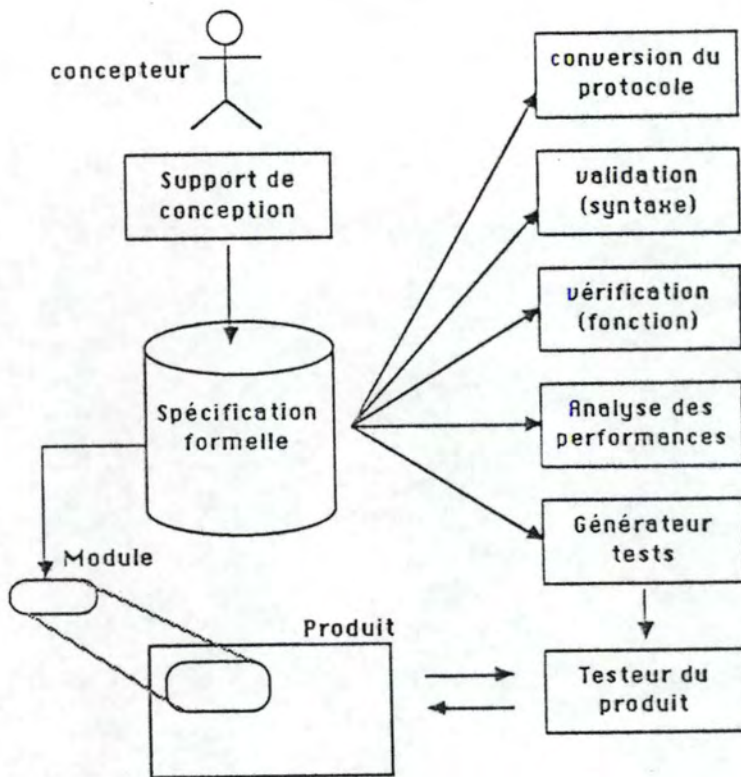 concepteur
Support de
conception
Spécification
formelle
Module
Produit
conversion du
protocole
validation
(syntaxe)
vérification
(fonction)
Analyse des
performances
Générateur
tests
Testeur du
produit